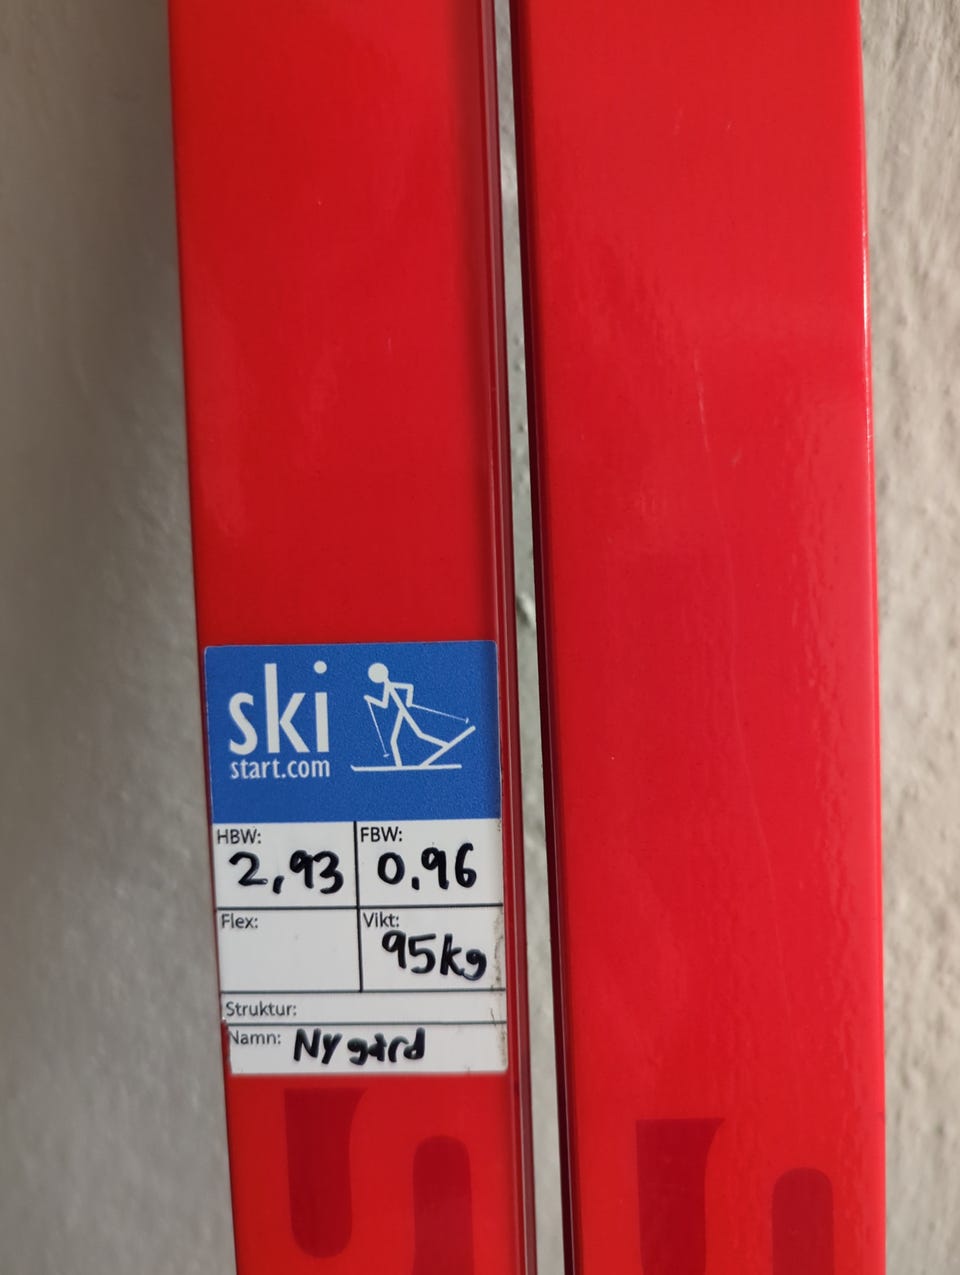 ski
start.com
HBW: FBW:
2,93 0.96
Flex: Vikt:
95kg
Struktur:
Namn: Nygård